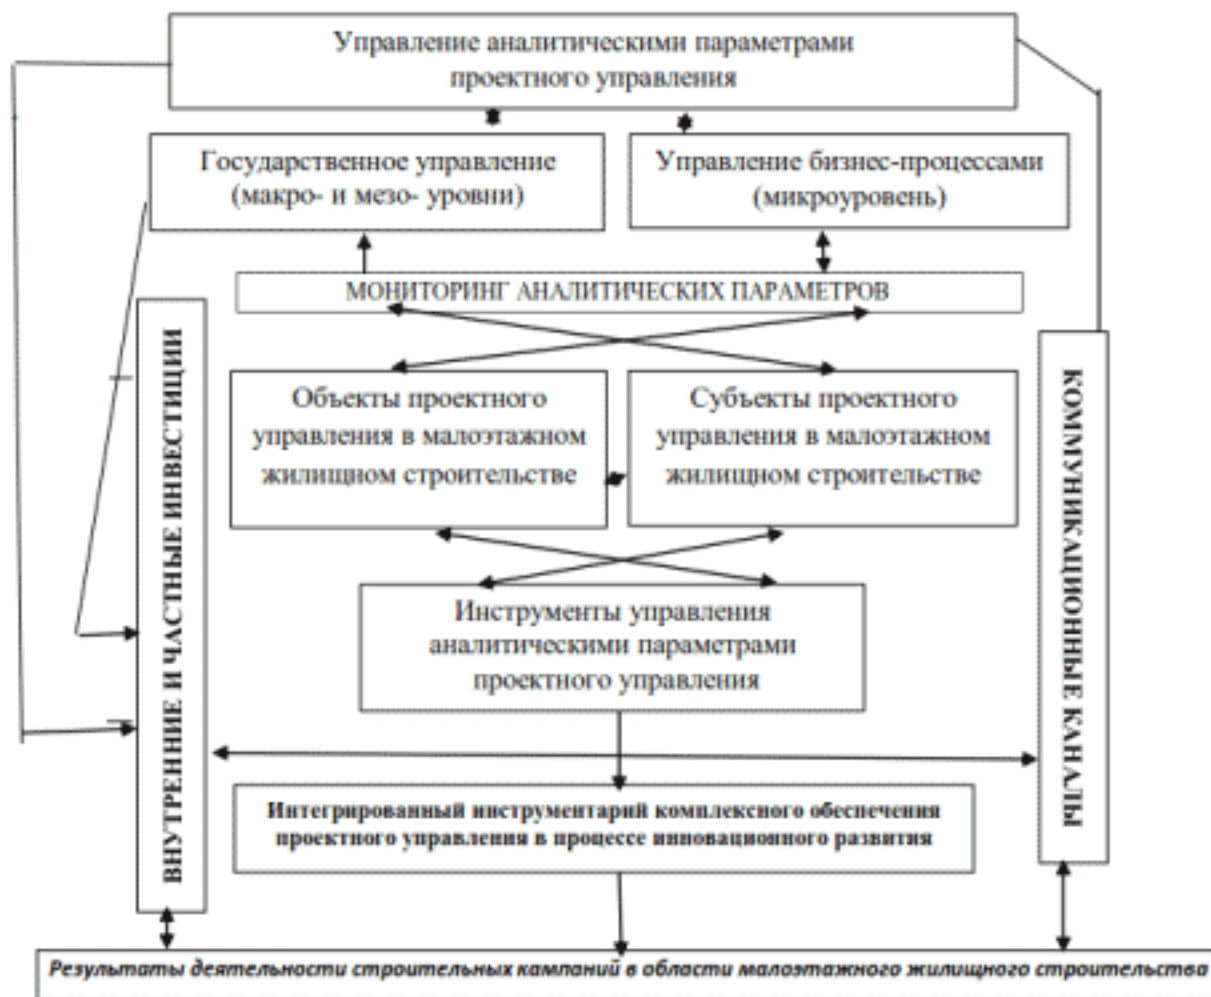 Управление аналитическими параметрами
проектного управления
Государственное управление
(макро- и мезо- уровни)
Управление бизнес-процессами
(микроуровень)
МОНИТОРИНГ АНАЛИТИЧЕСКИХ ПАРАМЕТРОВ
ВНУТРЕННИЕ И ЧАСТНЫЕ ИНВЕСТИЦИИ
Объекты проектного
управления в малоэтажном
жилищном строительстве
Субъекты проектного
управления в малоэтажном
жилищном строительстве
КОММУНИКАЦИОННЫЕ КАНАЛЫ
Инструменты управления
аналитическими параметрами
проектного управления
Интегрированный инструментарий комплексного обеспечения
проектного управления в процессе инновационного развития
Результаты деятельности строительных кампаний в области малоэтажного жилищного строительства